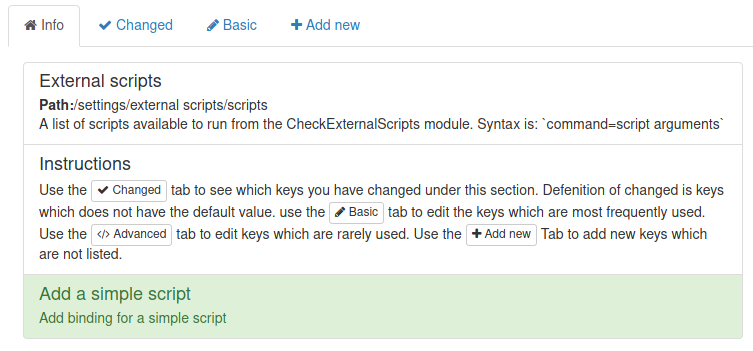 Info Changed Basic Add new
External scripts
Path:/settings/external scripts/scripts
A list of scripts available to run from the CheckExternalScripts module. Syntax is: `command=script arguments`
Instructions
Use the Changed tab to see which keys you have changed under this section. Defenition of changed is keys
which does not have the default value. use the Basic tab to edit the keys which are most frequently used.
Use the </> Advanced tab to edit keys which are rarely used. Use the Add new Tab to add new keys which
are not listed.
Add a simple script
Add binding for a simple script